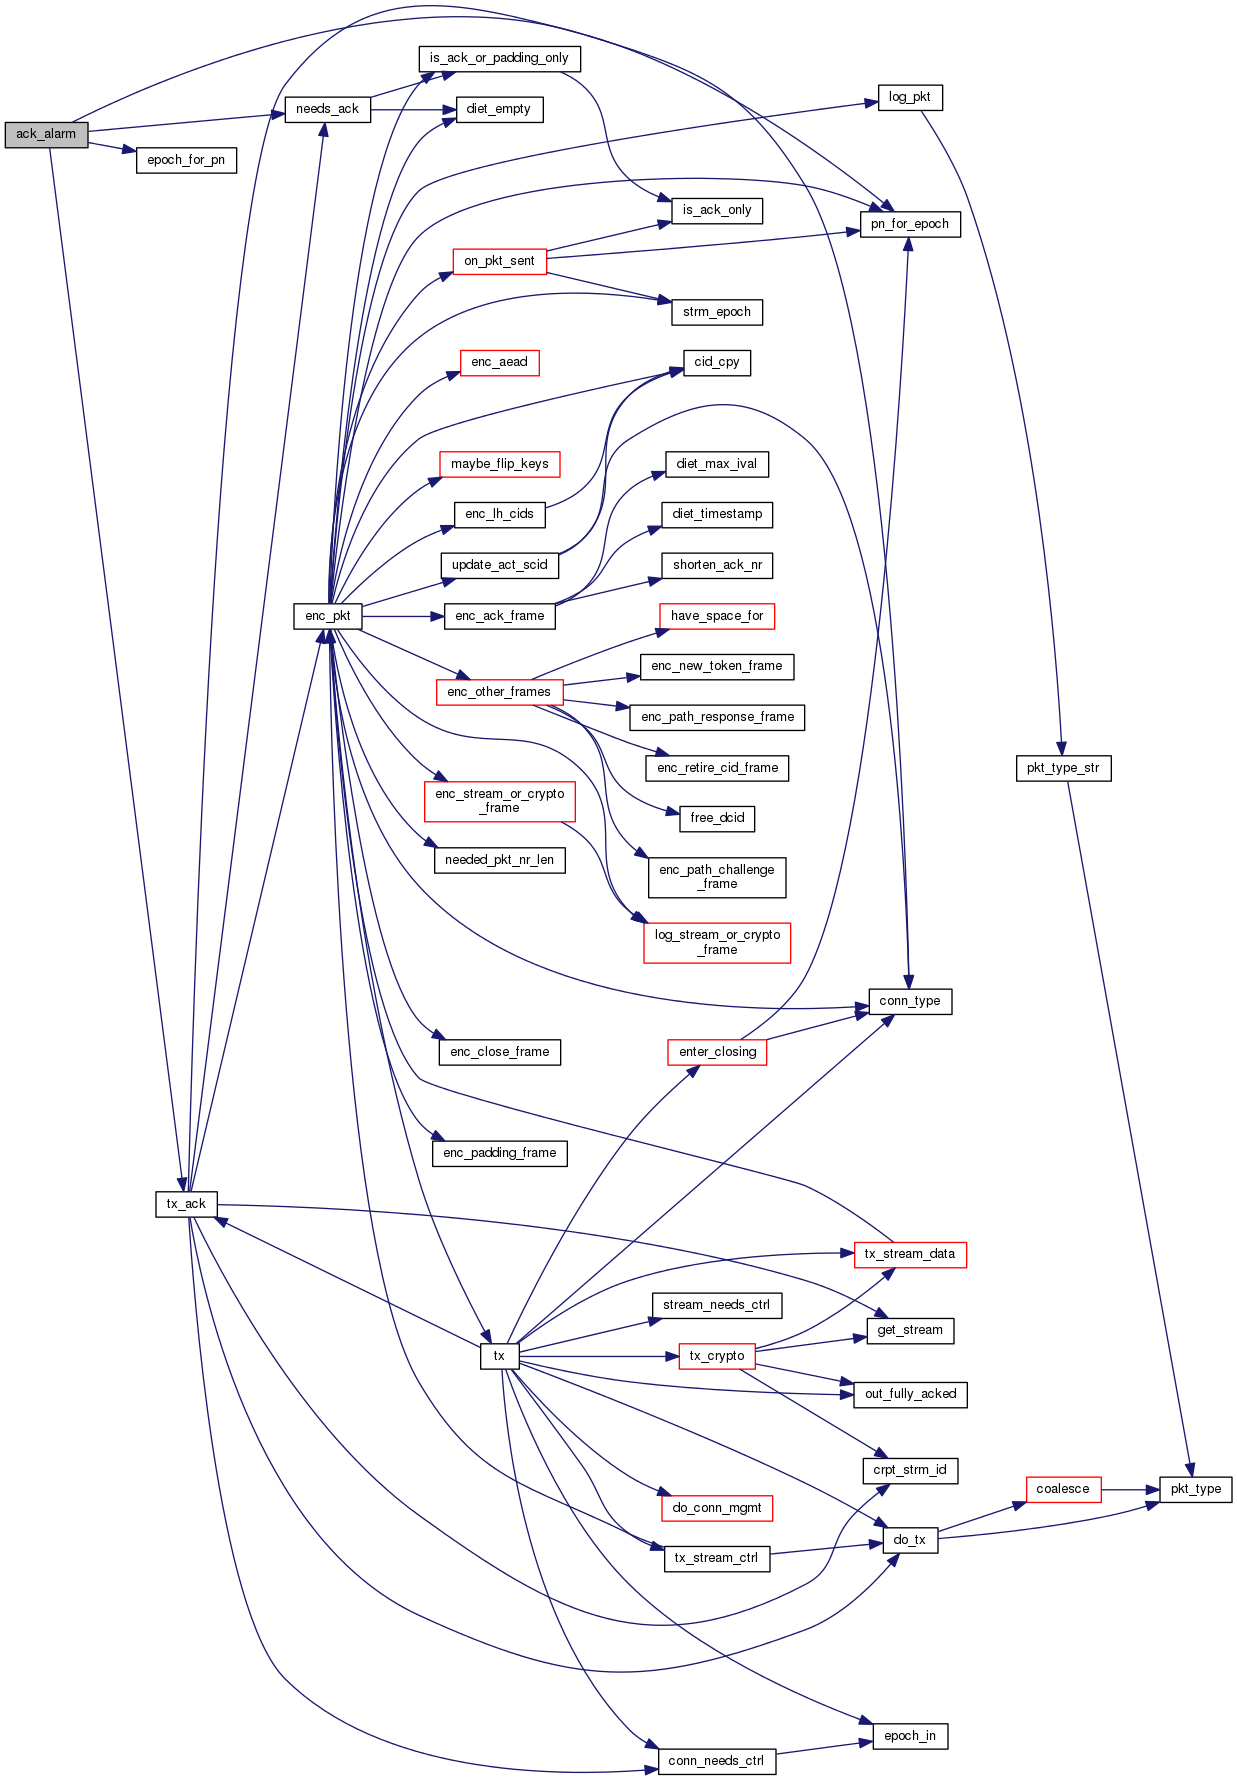 is_ack_or_padding_only
log_pkt
needs_ack
diet_empty
ack_alarm
epoch_for_pn
is_ack_only
pn_for_epoch
on_pkt_sent
strm_epoch
enc_aead
cid_cpy
maybe_flip_keys
diet_max_ival
enc_lh_cids
diet_timestamp
update_act_scid
shorten_ack_nr
enc_pkt
enc_ack_frame
have_space_for
enc_new_token_frame
enc_other_frames
enc_path_response_frame
enc_retire_cid_frame
pkt_type_str
enc_stream_or_crypto
_frame
free_dcid
needed_pkt_nr_len
enc_path_challenge
_frame
log_stream_or_crypto
_frame
conn_type
enc_close_frame
enter_closing
enc_padding_frame
tx_ack
tx_stream_data
stream_needs_ctrl
get_stream
tx
tx_crypto
out_fully_acked
crpt_strm_id
coalesce
pkt_type
do_conn_mgmt
do_tx
tx_stream_ctrl
epoch_in
conn_needs_ctrl